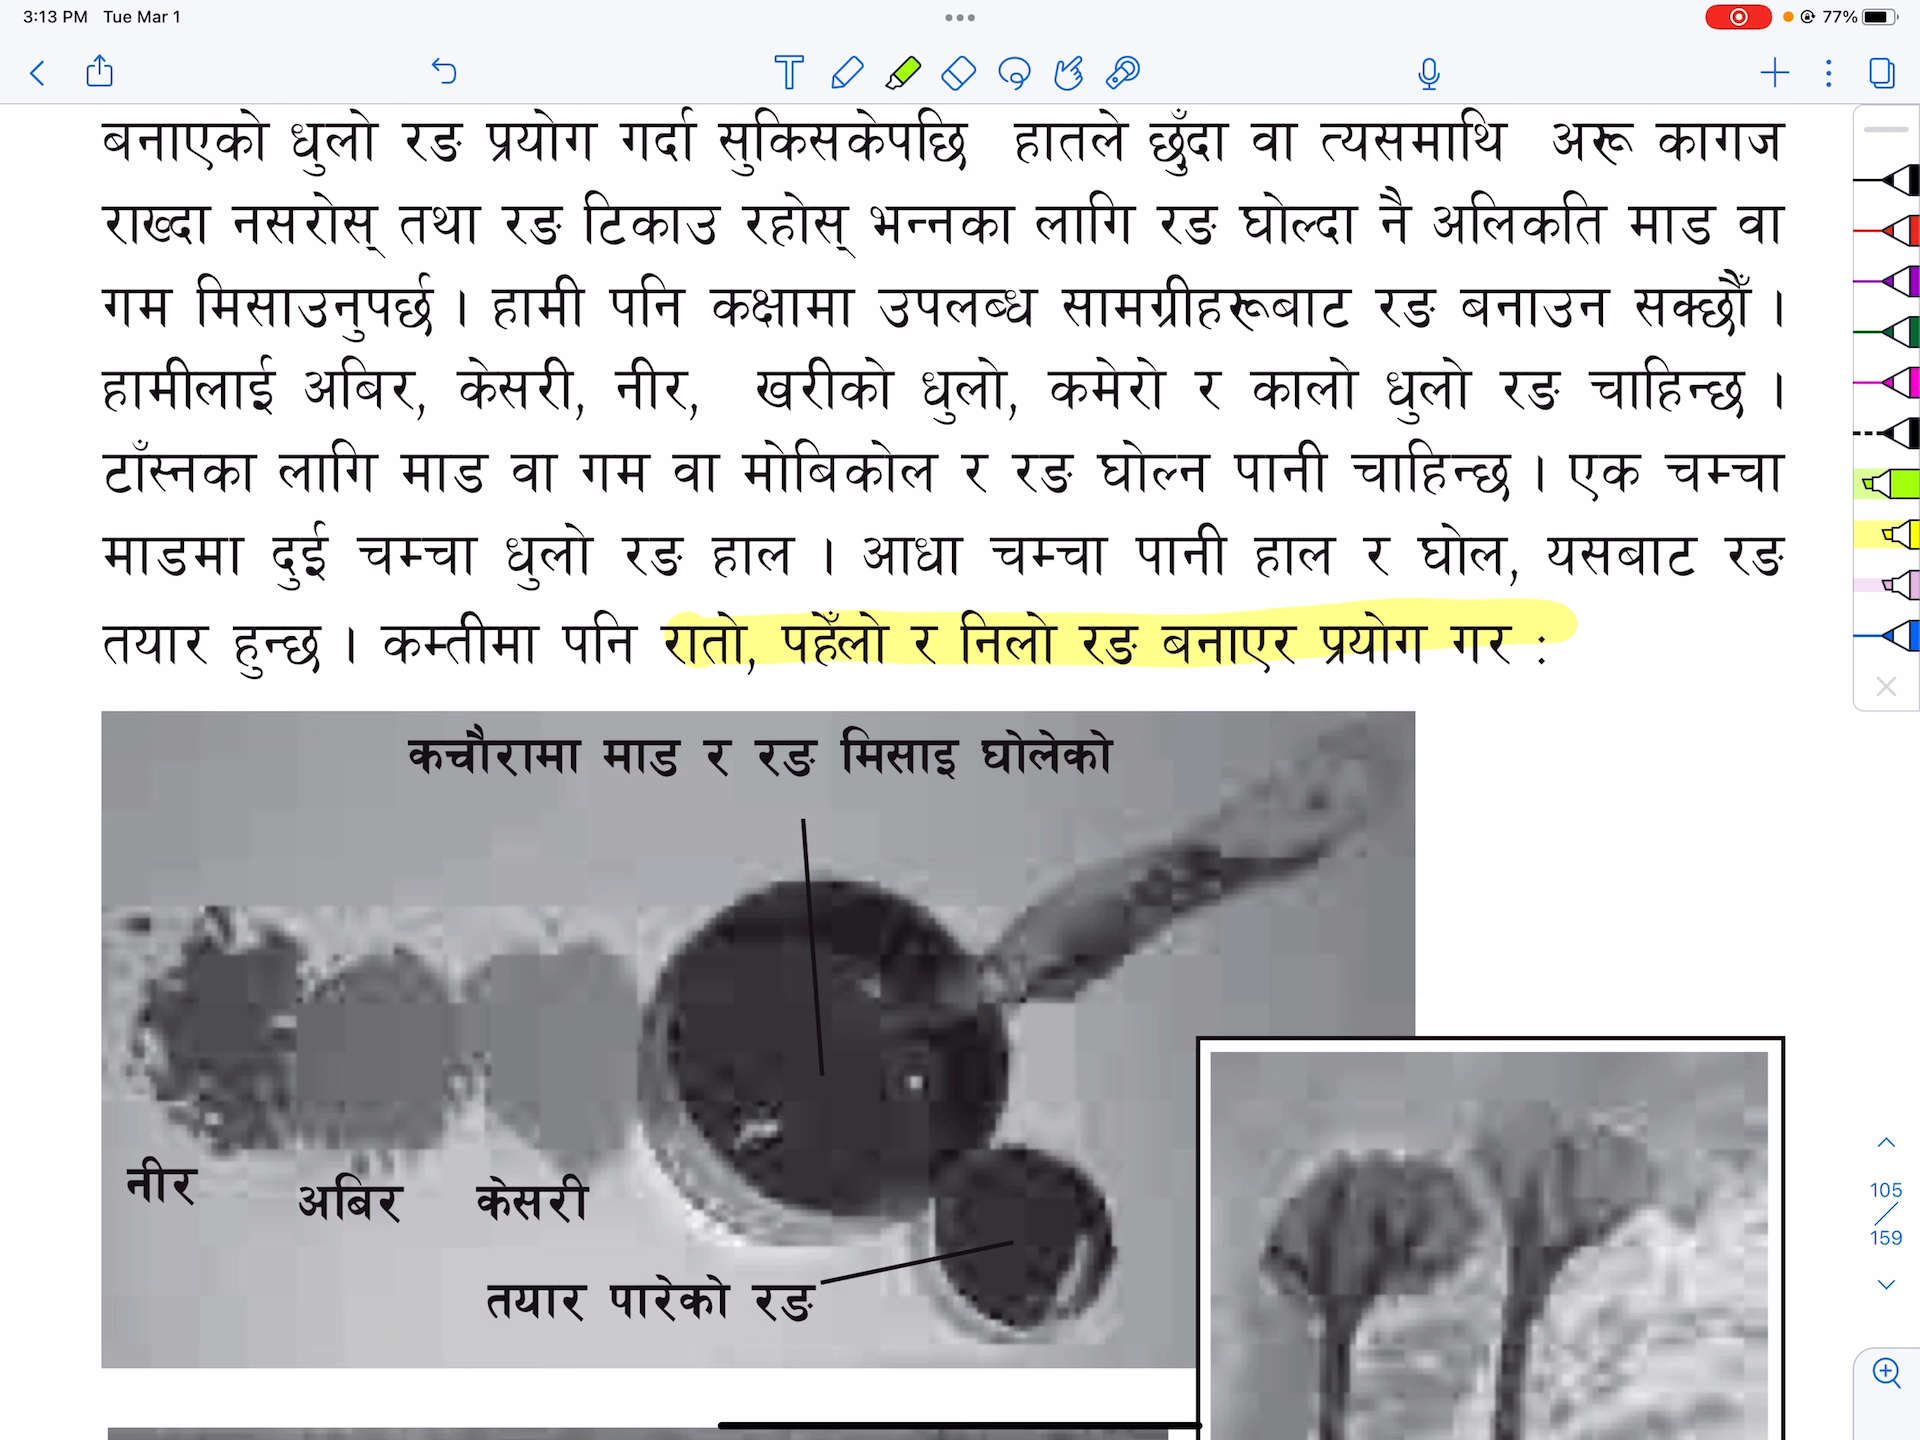 3:13 PM Tue Mar 1
77%
बनाएको धुलो रङ प्रयोग गर्दा सुकिसकेपछि हातले छुँदा वा त्यसमाथि अरू कागज
राख्दा नसरोस् तथा रङ टिकाउ रहोस् भन्नका लागि रङ घोल्दा नै अलिकति माड वा
गम मिसाउनुपर्छ । हामी पनि कक्षामा उपलब्ध सामग्रीहरूबाट रङ बनाउन सक्छौँ ।
हामीलाई अबिर, केसरी, नीर, खरीको धुलो, कमेरो र कालो धुलो रङ चाहिन्छ ।
टाँस्नका लागि माड वा गम वा मोबिकोल र रङ घोल्न पानी चाहिन्छ । एक चम्चा
माडमा दुई चम्चा धुलो रङ हाल । आधा चम्चा पानी हाल र घोल, यसबाट रङ
तयार हुन्छ । कम्तीमा पनि रातो, पहेँलो र निलो रङ बनाएर प्रयोग गर :
कचौरामा माड र रङ मिसाइ घोलेको
नीर
अबिर
केसरी
तयार पारेको रङ
105
/
159